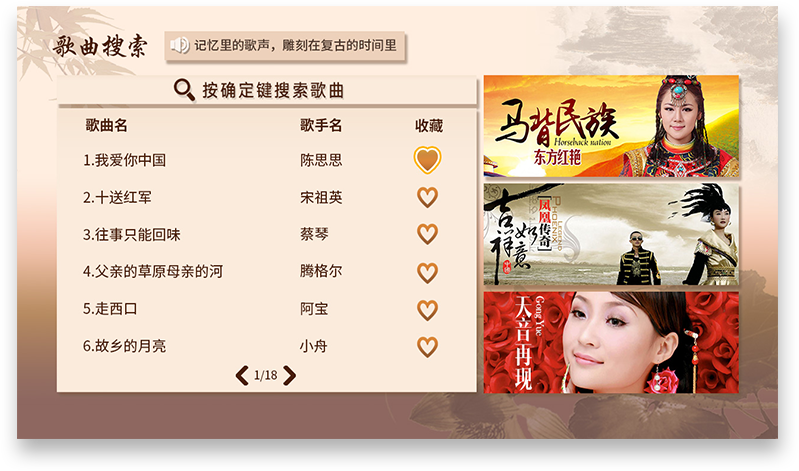 歌曲搜索
记忆里的歌声，雕刻在复古的时间里
按确定键搜索歌曲
歌曲名 歌手名 收藏
1.我爱你中国 陈思思
2.十送红军 宋祖英
3.往事只能回味 蔡琴
4.父亲的草原母亲的河 腾格尔
5.走西口 阿宝
6.故乡的月亮 小舟
1/18
马背民族
Horseback nation
东方红艳
吉祥如意
凤凰传奇
PHOENIX
LEGEND
天音再现
Gong Yue